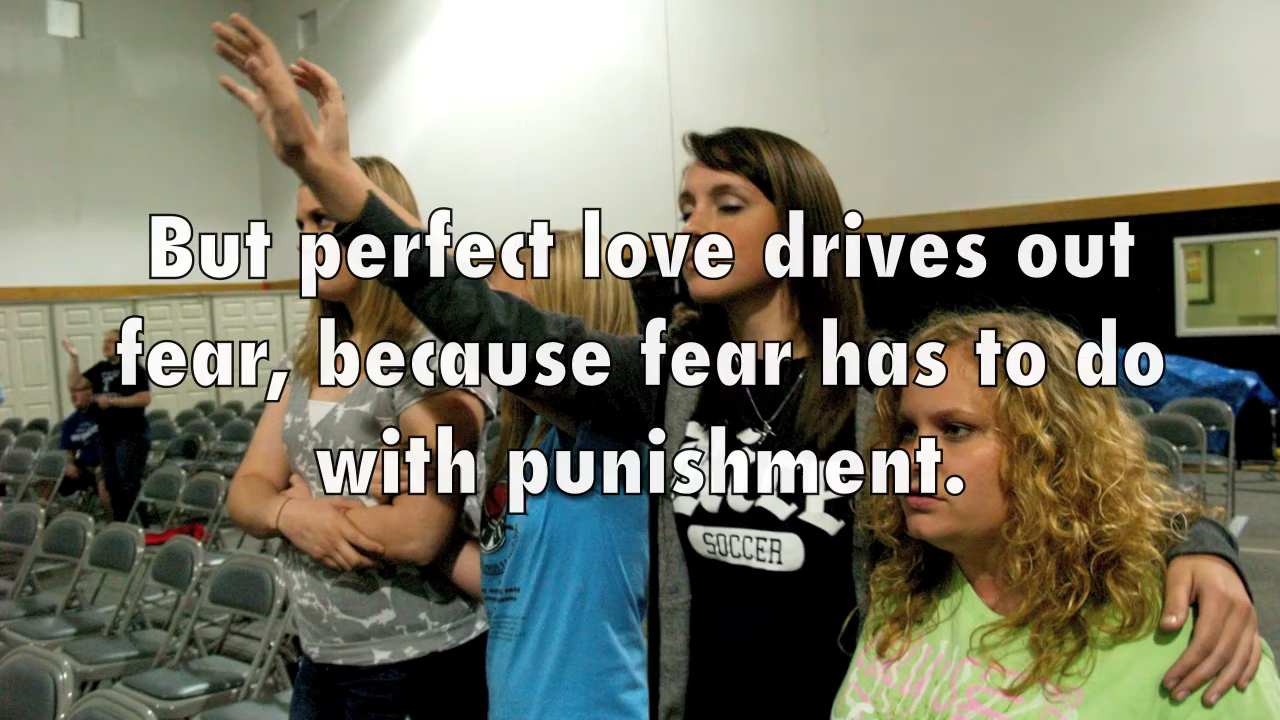 But perfect love drives out
fear, because fear has to do
with punishment.
SOCCER